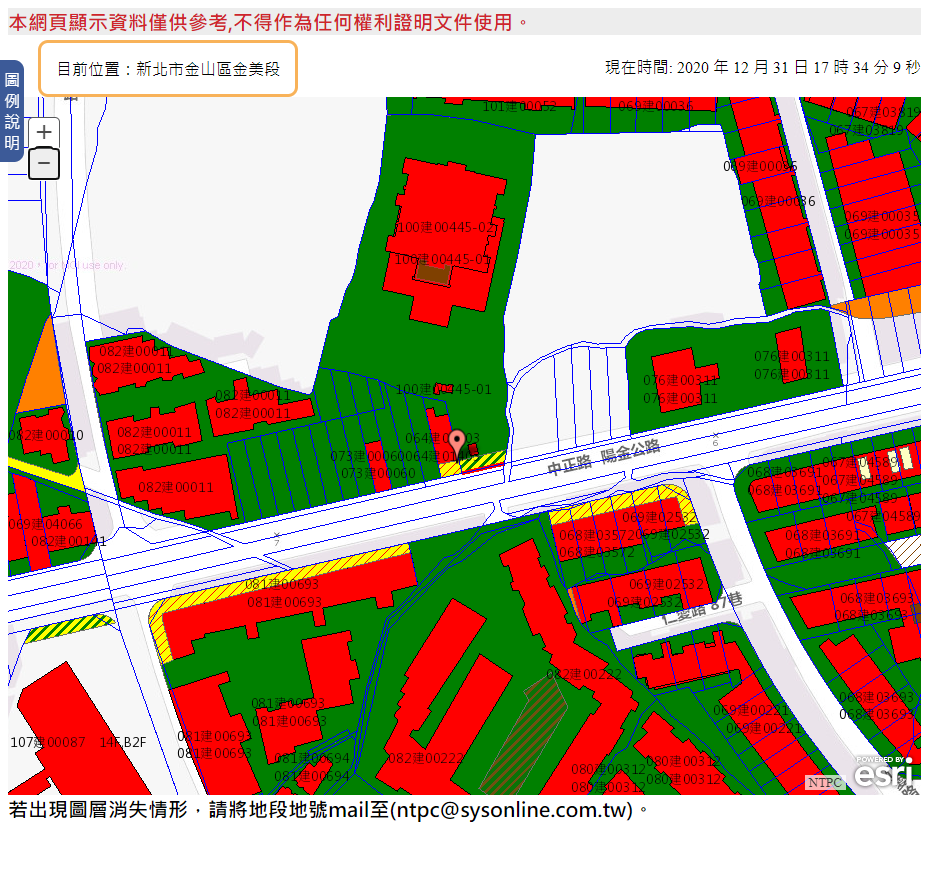 本網頁顯示資料僅供參考,不得作為任何權利證明文件使用。
目前位置：新北市金山區金美段
現在時間: 2020 年 12 月 31 日 17 時 34 分 9 秒
圖例說明
+
−
101建00052
069建00036
067建03819
067建03819
069建00036
069建00036
069建00035
069建00035
100建00445-02
100建00445-01
082建00011
082建00011
076建00311
076建00311
076建00311
076建00311
100建00445-01
082建00011
082建00011
082建00011
082建00011
082建00010
073建00060
073建00060
中正路 陽金公路
6
082建00011
068建03691
068建03691
067建04589
067建04589
067建04589
067建04589
069建04066
082建00191
7
069建02532
069建02532
068建03972
068建03572
068建03691
068建03691
081建00693
081建00693
069建02532
069建02532
仁愛路 87巷
068建03693
068建03693
082建00222
081建00693
081建00693
081建00693
081建00693
069建00221
069建00221
068建03693
068建03693
107建00087 14F,B2F
081建00694
081建00694
082建00222
080建00312
080建00312
080建00312
080建00312
NTPC
POWERED BY
esri
若出現圖層消失情形，請將地段地號mail至(ntpc@sysonline.com.tw)。